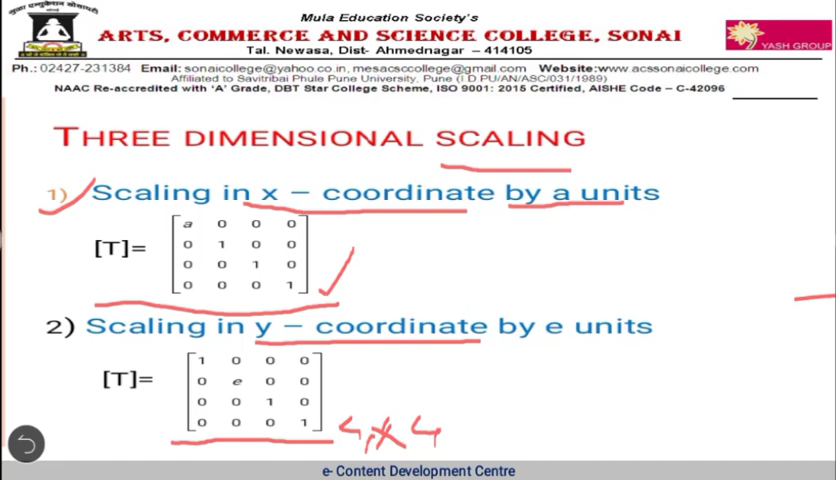 Mula Education Society's
ARTS, COMMERCE AND SCIENCE COLLEGE, SONAI
Tal. Newasa, Dist- Ahmednagar – 414105
YASH GROUP
Ph.: 02427-231384 Email: sonaicollege@yahoo.co.in, mesacsccollege@gmail.com Website:www.acssonaicollege.com
Affiliated to Savitribai Phule Pune University, Pune (I.D PU/AN/ASC/031/1989)
NAAC Re-accredited with 'A' Grade, DBT Star College Scheme, ISO 9001: 2015 Certified, AISHE Code – C-42096
THREE DIMENSIONAL SCALING
1) Scaling in x – coordinate by a units
[T]=
a 0 0 0
0 1 0 0
0 0 1 0
0 0 0 1
2) Scaling in y – coordinate by e units
[T]=
1 0 0 0
0 e 0 0
0 0 1 0
0 0 0 1
4 x 4
e- Content Development Centre